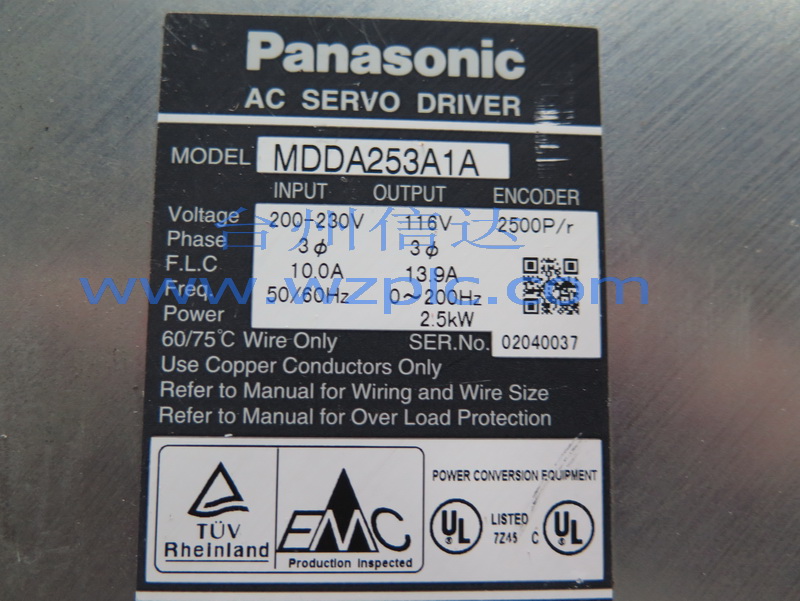 Panasonic
AC SERVO DRIVER
MODEL MDDA253A1A
INPUT OUTPUT ENCODER
Voltage 200-230V 116V 2500P/r
台州信达
Phase 3ϕ 3ϕ
F.L.C 10.0A 13.9A
www.wzplc.com
Freq. 50/60Hz 0~200Hz
Power 2.5kW
60/75℃ Wire Only SER.No. 02040037
Use Copper Conductors Only
Refer to Manual for Wiring and Wire Size
Refer to Manual for Over Load Protection
TÜV
Rheinland
EMC
Production Inspected
POWER CONVERSION EQUIPMENT
UL LISTED 7Z45 C UL